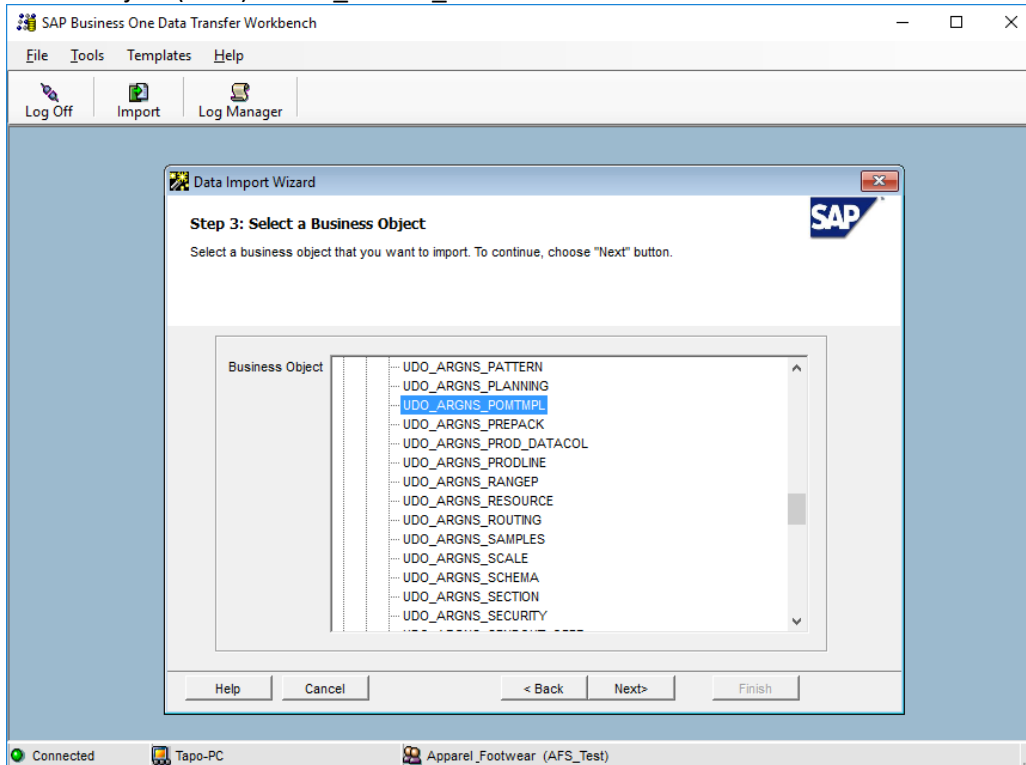 SAP Business One Data Transfer Workbench
File Tools Templates Help
Log Off Import Log Manager
Data Import Wizard
Step 3: Select a Business Object
SAP
Select a business object that you want to import. To continue, choose "Next" button.
Business Object
UDO_ARGNS_PATTERN
UDO_ARGNS_PLANNING
UDO_ARGNS_POMTMPL
UDO_ARGNS_PREPACK
UDO_ARGNS_PROD_DATACOL
UDO_ARGNS_PRODLINE
UDO_ARGNS_RANGEP
UDO_ARGNS_RESOURCE
UDO_ARGNS_ROUTING
UDO_ARGNS_SAMPLES
UDO_ARGNS_SCALE
UDO_ARGNS_SCHEMA
UDO_ARGNS_SECTION
UDO_ARGNS_SECURITY
Help Cancel < Back Next> Finish
Connected Tapo-PC Apparel_Footwear (AFS_Test)